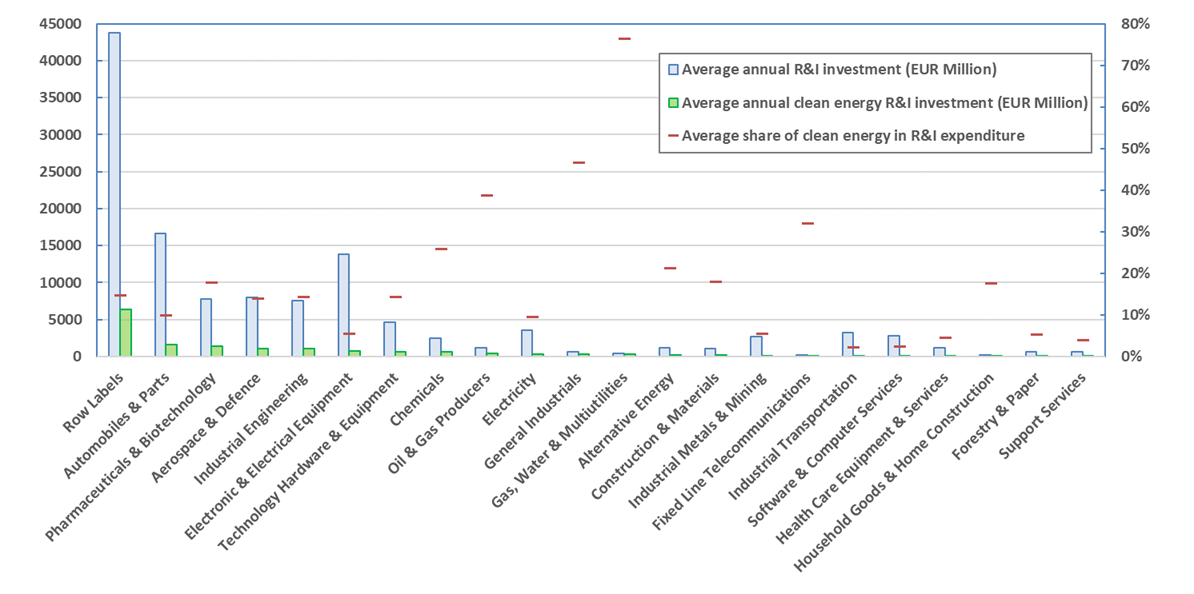 45000
40000
35000
30000
25000
20000
15000
10000
5000
0
80%
70%
60%
50%
40%
30%
20%
10%
0%
Average annual R&I investment (EUR Million)
Average annual clean energy R&I investment (EUR Million)
Average share of clean energy in R&I expenditure
Row Labels
Automobiles & Parts
Pharmaceuticals & Biotechnology
Aerospace & Defence
Industrial Engineering
Electronic & Electrical Equipment
Technology Hardware & Equipment
Chemicals
Oil & Gas Producers
Electricity
General Industrials
Gas, Water & Multiutilities
Alternative Energy
Construction & Materials
Industrial Metals & Mining
Fixed Line Telecommunications
Industrial Transportation
Software & Computer Services
Health Care Equipment & Services
Household Goods & Home Construction
Forestry & Paper
Support Services